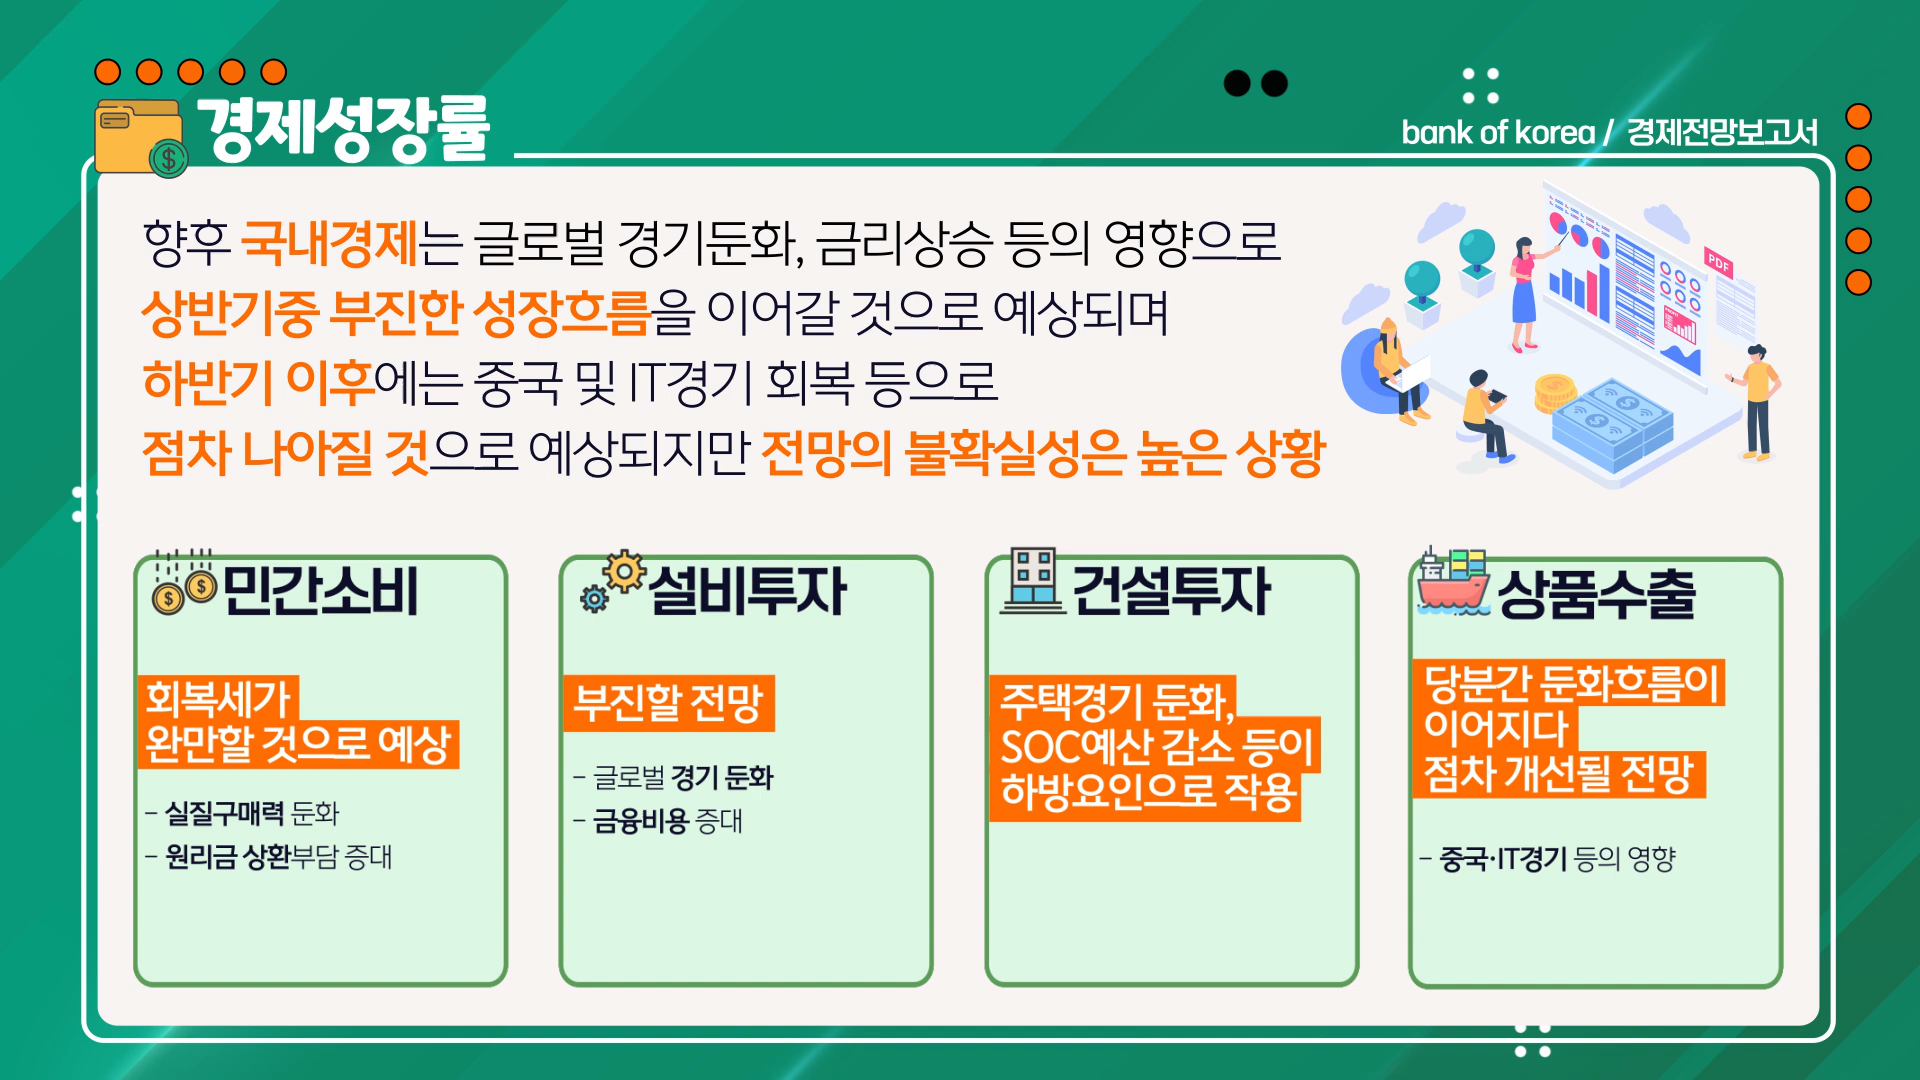 경제성장률
bank of korea / 경제전망보고서
향후 국내경제는 글로벌 경기둔화, 금리상승 등의 영향으로
상반기중 부진한 성장흐름을 이어갈 것으로 예상되며
하반기 이후에는 중국 및 IT경기 회복 등으로
점차 나아질 것으로 예상되지만 전망의 불확실성은 높은 상황
PDF
민간소비
회복세가
완만할 것으로 예상
- 실질구매력 둔화
- 원리금 상환부담 증대
설비투자
부진할 전망
- 글로벌 경기 둔화
- 금융비용 증대
건설투자
주택경기 둔화,
SOC예산 감소 등이
하방요인으로 작용
상품수출
당분간 둔화흐름이
이어지다
점차 개선될 전망
- 중국·IT경기 등의 영향